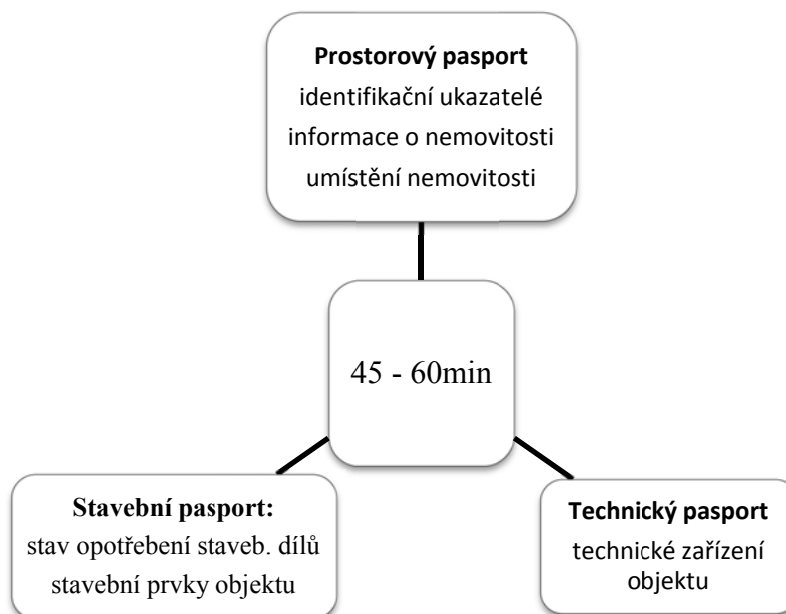 Prostorový pasport
identifikační ukazatelé
informace o nemovitosti
umístění nemovitosti
45 - 60min
Stavební pasport:
stav opotřebení staveb. dílů
stavební prvky objektu
Technický pasport
technické zařízení
objektu